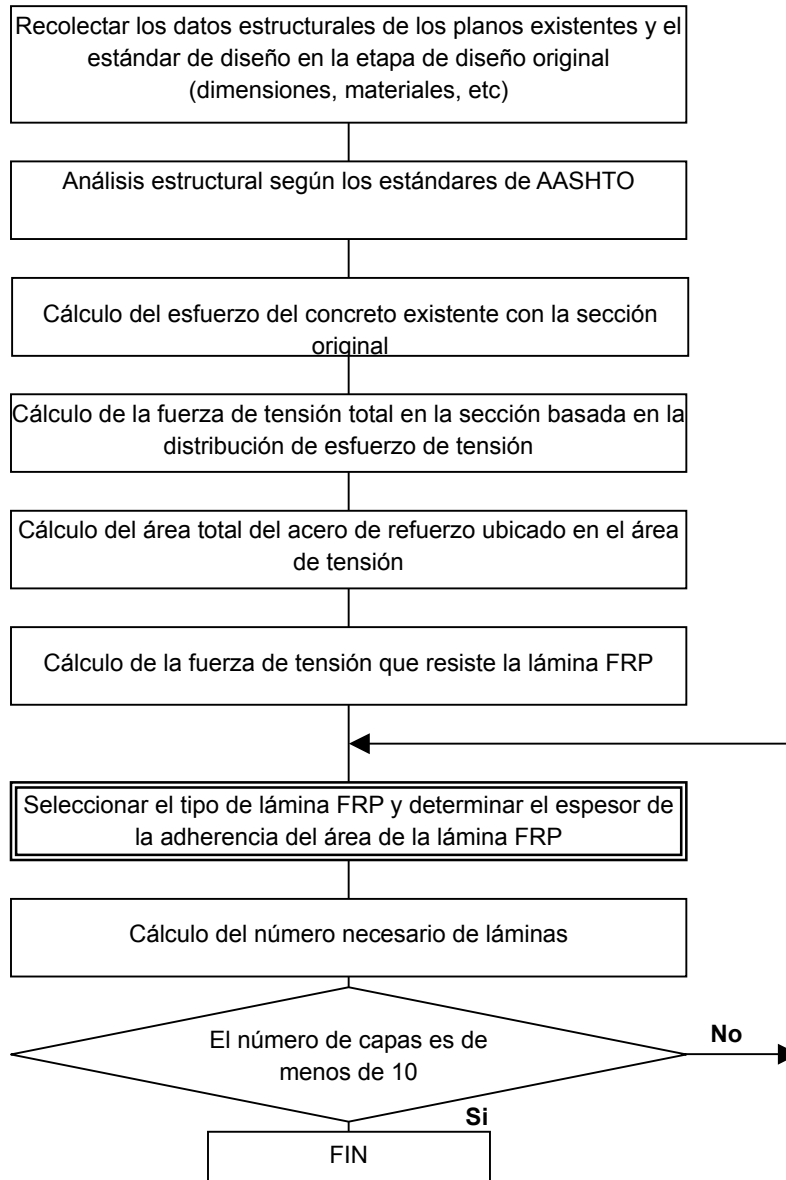 Recolectar los datos estructurales de los planos existentes y el
estándar de diseño en la etapa de diseño original
(dimensiones, materiales, etc)
Análisis estructural según los estándares de AASHTO
Cálculo del esfuerzo del concreto existente con la sección
original
Cálculo de la fuerza de tensión total en la sección basada en la
distribución de esfuerzo de tensión
Cálculo del área total del acero de refuerzo ubicado en el área
de tensión
Cálculo de la fuerza de tensión que resiste la lámina FRP
Seleccionar el tipo de lámina FRP y determinar el espesor de
la adherencia del área de la lámina FRP
Cálculo del número necesario de láminas
El número de capas es de
menos de 10
No
Si
FIN